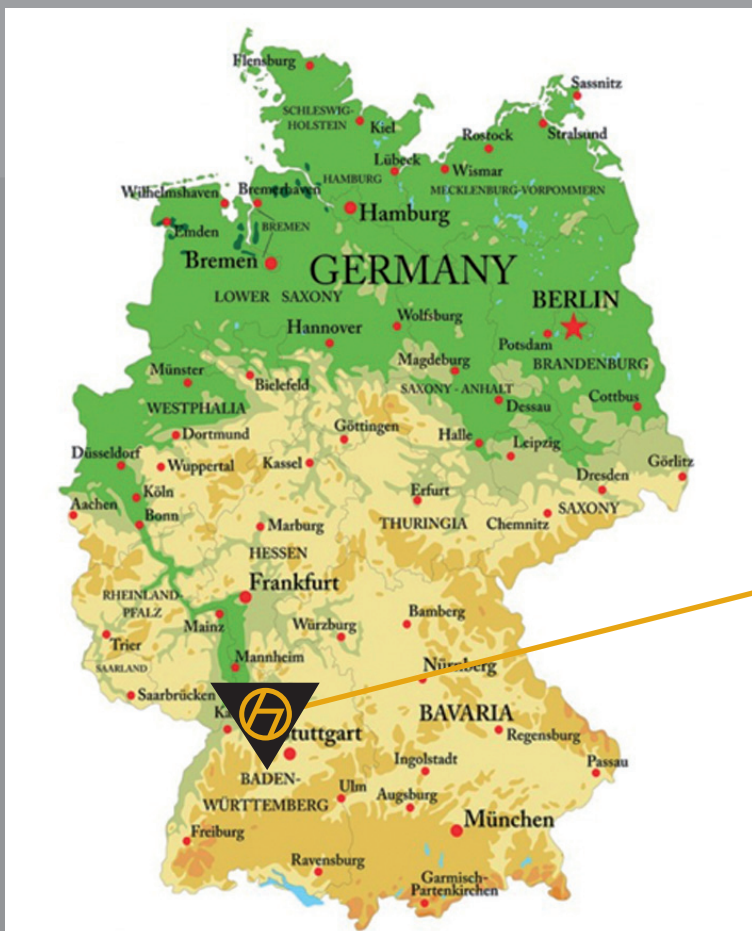 Flensburg
Sassnitz
SCHLESWIG-
HOLSTEIN
Kiel
Stralsund
Rostock
Lübeck
Wismar
HAMBURG
MECKLENBURG-VORPOMMERN
Wilhelmshaven
Bremerhaven
Hamburg
Emden
BREMEN
Bremen
GERMANY
LOWER SAXONY
BERLIN
Wolfsburg
Hannover
Potsdam
Magdeburg
BRANDENBURG
Münster
Bielefeld
SAXONY - ANHALT
Cottbus
WESTPHALIA
Dessau
Göttingen
Dortmund
Halle
Leipzig
Düsseldorf
Wuppertal
Kassel
Görlitz
Dresden
Köln
Erfurt
Aachen
SAXONY
Bonn
Marburg
THURINGIA
Chemnitz
HESSEN
Frankfurt
RHEINLAND-
PFALZ
Bamberg
Mainz
Würzburg
Trier
Mannheim
SAARLAND
Nürnberg
Saarbrücken
Ka
BAVARIA
tuttgart
Regensburg
Ingolstadt
Passau
BADEN-
WÜRTTEMBERG
Ulm
Augsburg
München
Freiburg
Ravensburg
Garmisch-
Partenkirchen